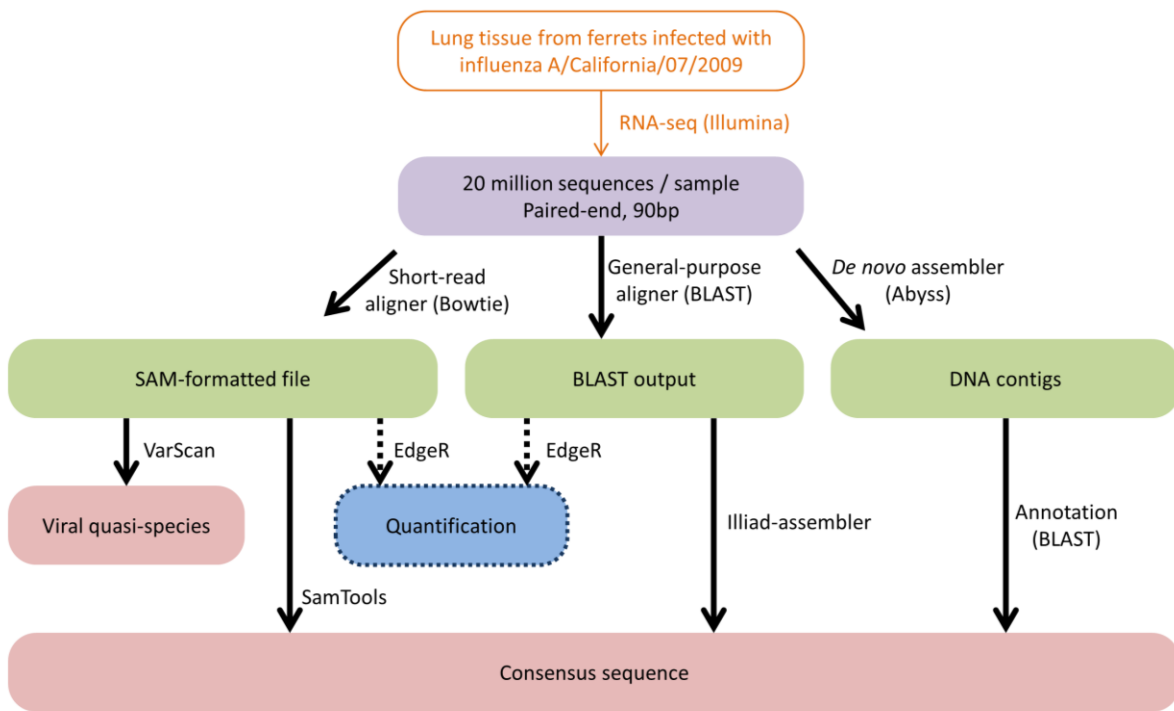 Lung tissue from ferrets infected with
influenza A/California/07/2009
RNA-seq (Illumina)
20 million sequences / sample
Paired-end, 90bp
Short-read
aligner (Bowtie)
General-purpose
aligner (BLAST)
De novo assembler
(Abyss)
SAM-formatted file
BLAST output
DNA contigs
VarScan
EdgeR
EdgeR
Viral quasi-species
Quantification
Illiad-assembler
Annotation
(BLAST)
SamTools
Consensus sequence